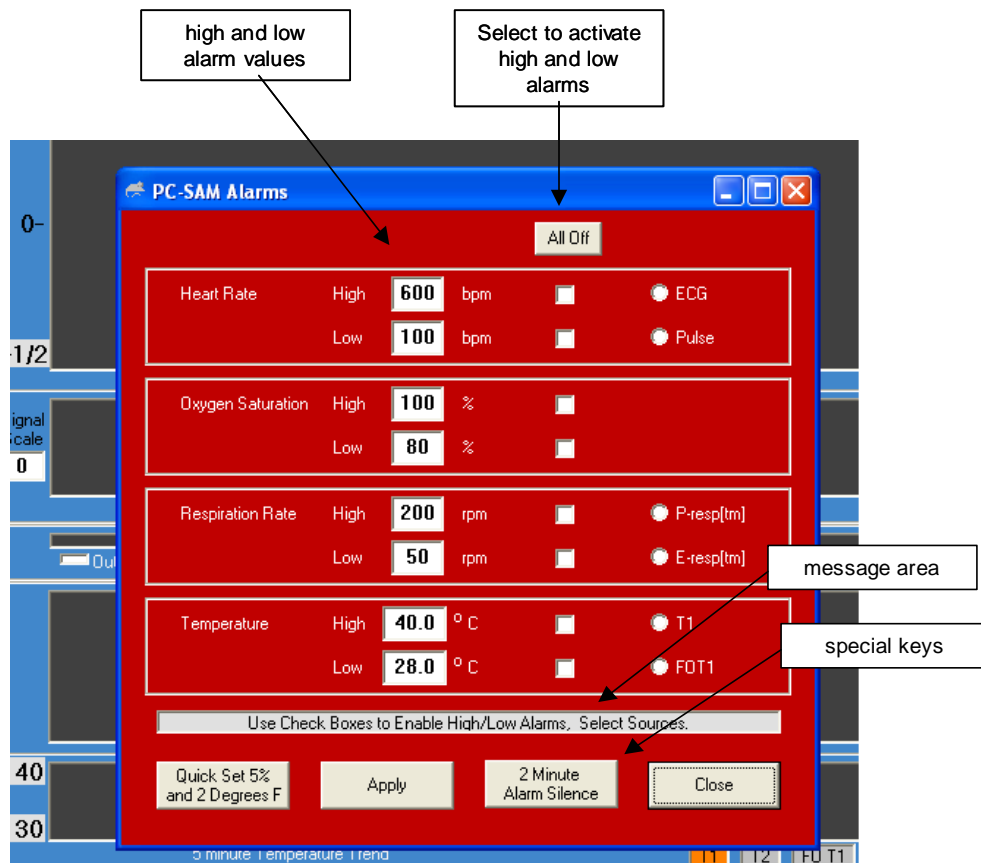 high and low
alarm values
Select to activate
high and low
alarms
PC-SAM Alarms
0-
All Off
Heart Rate High 600 bpm ECG
Low 100 bpm Pulse
1/2
Oxygen Saturation High 100 %
Low 80 %
0
Respiration Rate High 200 rpm P-resp[tm]
Low 50 rpm E-resp[tm]
message area
Temperature High 40.0 º C T1
Low 28.0 º C FOT1
special keys
Use Check Boxes to Enable High/Low Alarms, Select Sources.
40
Quick Set 5%
and 2 Degrees F
Apply
2 Minute
Alarm Silence
Close
30
5 minute Temperature Trend T1 T2 FO T1